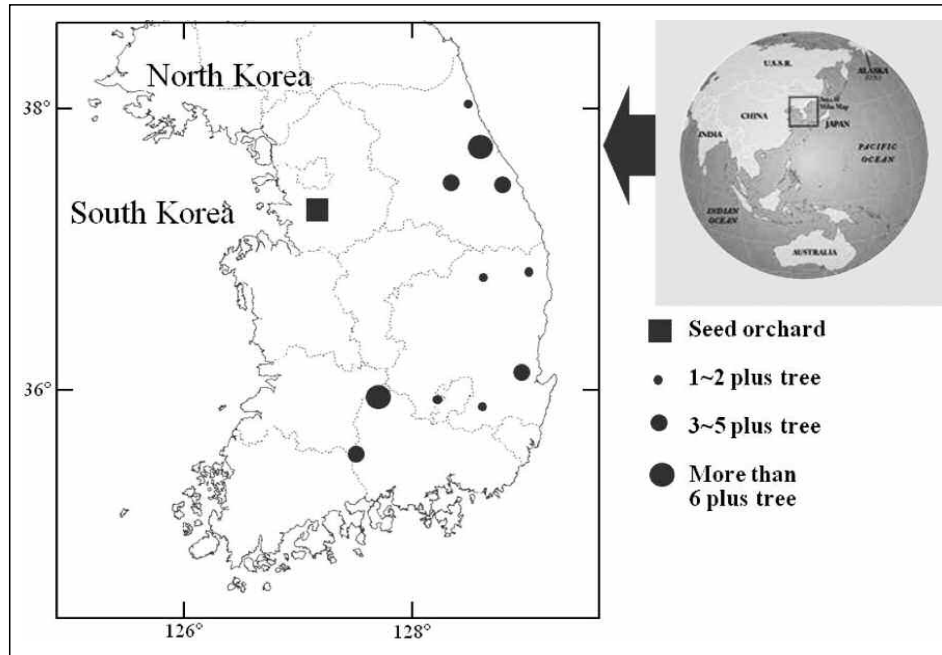 North Korea
South Korea
38°
36°
126°
128°
U.S.S.R.
ALASKA
CHINA
JAPAN
INDIA
PACIFIC
OCEAN
INDIAN
OCEAN
AUSTRALIA
Seed orchard
1~2 plus tree
3~5 plus tree
More than
6 plus tree